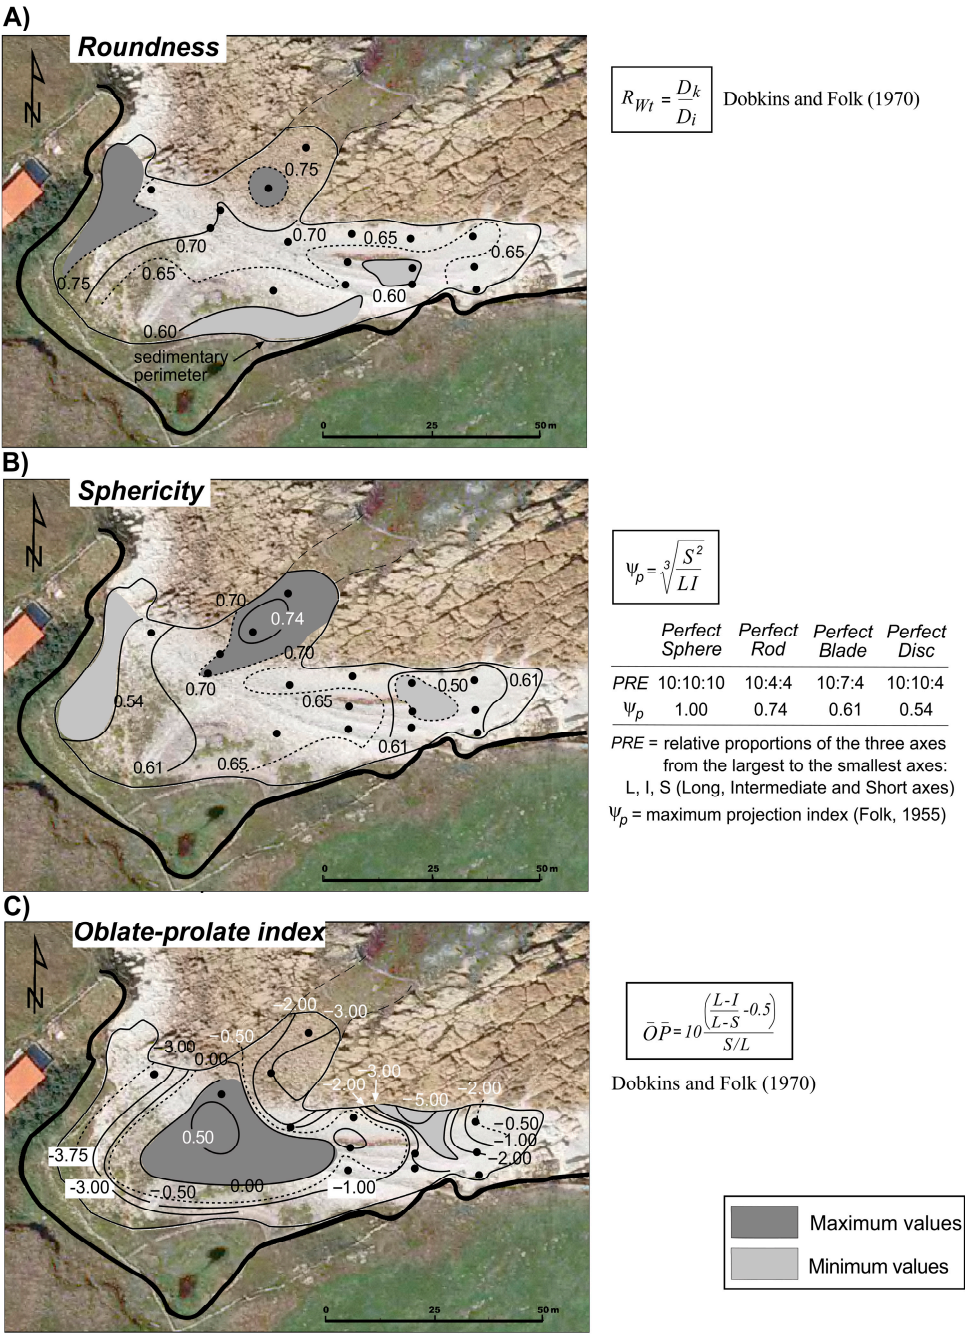 A)
Roundness
N
0.75
0.70
0.70
0.65
0.65
0.65
0.75
0.60
0.60
sedimentary
perimeter
0 25 50 m
R_Wt = D_k / D_i
Dobkins and Folk (1970)
B)
Sphericity
N
0.70
0.74
0.70
0.70
0.54
0.65
0.50
0.61
0.61
0.61
0.65
0 25 50 m
Ψ_p = ∛(S² / LI)
Perfect Sphere Perfect Rod Perfect Blade Perfect Disc
PRE 10:10:10 10:4:4 10:7:4 10:10:4
Ψ_p 1.00 0.74 0.61 0.54
PRE = relative proportions of the three axes
from the largest to the smallest axes:
L, I, S (Long, Intermediate and Short axes)
Ψ_p = maximum projection index (Folk, 1955)
C)
Oblate-prolate index
N
–2.00
–3.00
–0.50
–3.00
0.00
–3.00
–2.00
–5.00
–2.00
0.50
–0.50
–1.00
–2.00
-3.75
-3.00
–0.50
0.00
–1.00
0 25 50 m
O̅P̅ = 10 ((L-I)/(L-S) -0.5) / (S/L)
Dobkins and Folk (1970)
Maximum values
Minimum values